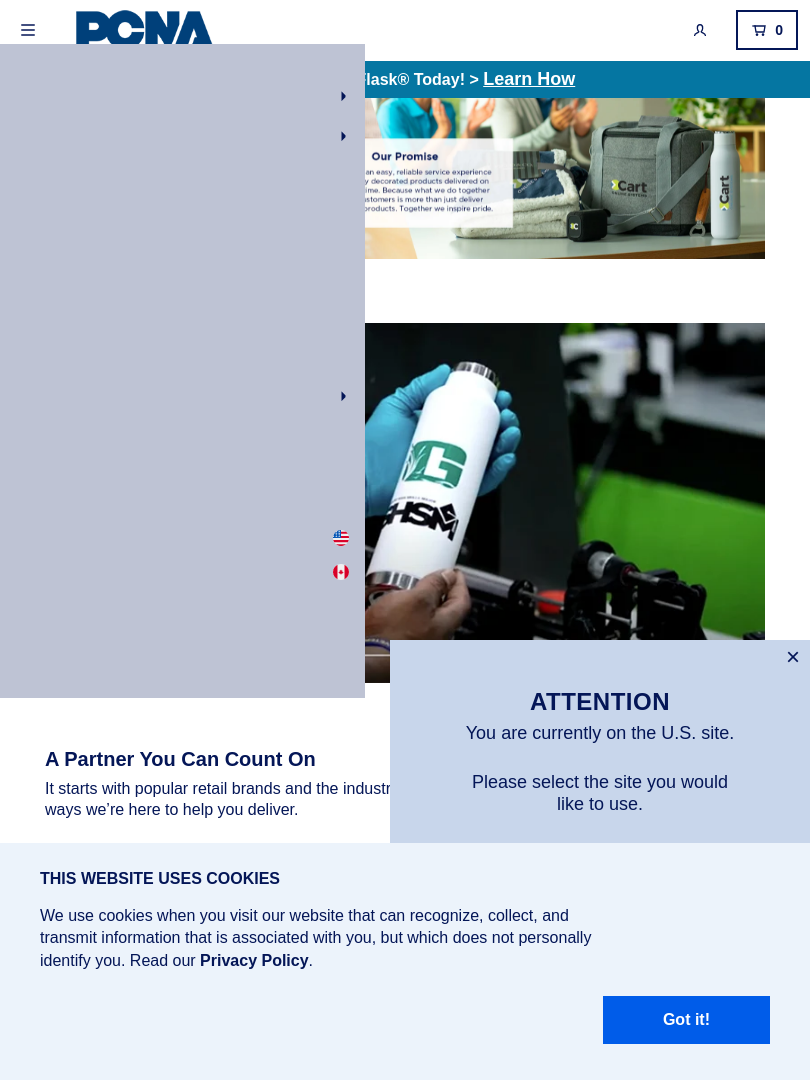 PCNA
0
Flask® Today! > Learn How
Our Promise
an easy, reliable service experience
decorated products delivered on
Because what we do together
is more than just deliver
products. Together we inspire pride.
Cart
Cart
A Partner You Can Count On
It starts with popular retail brands and the
ways we’re here to help you deliver.
×
ATTENTION
You are currently on the U.S. site.
Please select the site you would
like to use.
THIS WEBSITE USES COOKIES
We use cookies when you visit our website that can recognize, collect, and
transmit information that is associated with you, but which does not personally
identify you. Read our Privacy Policy.
Got it!